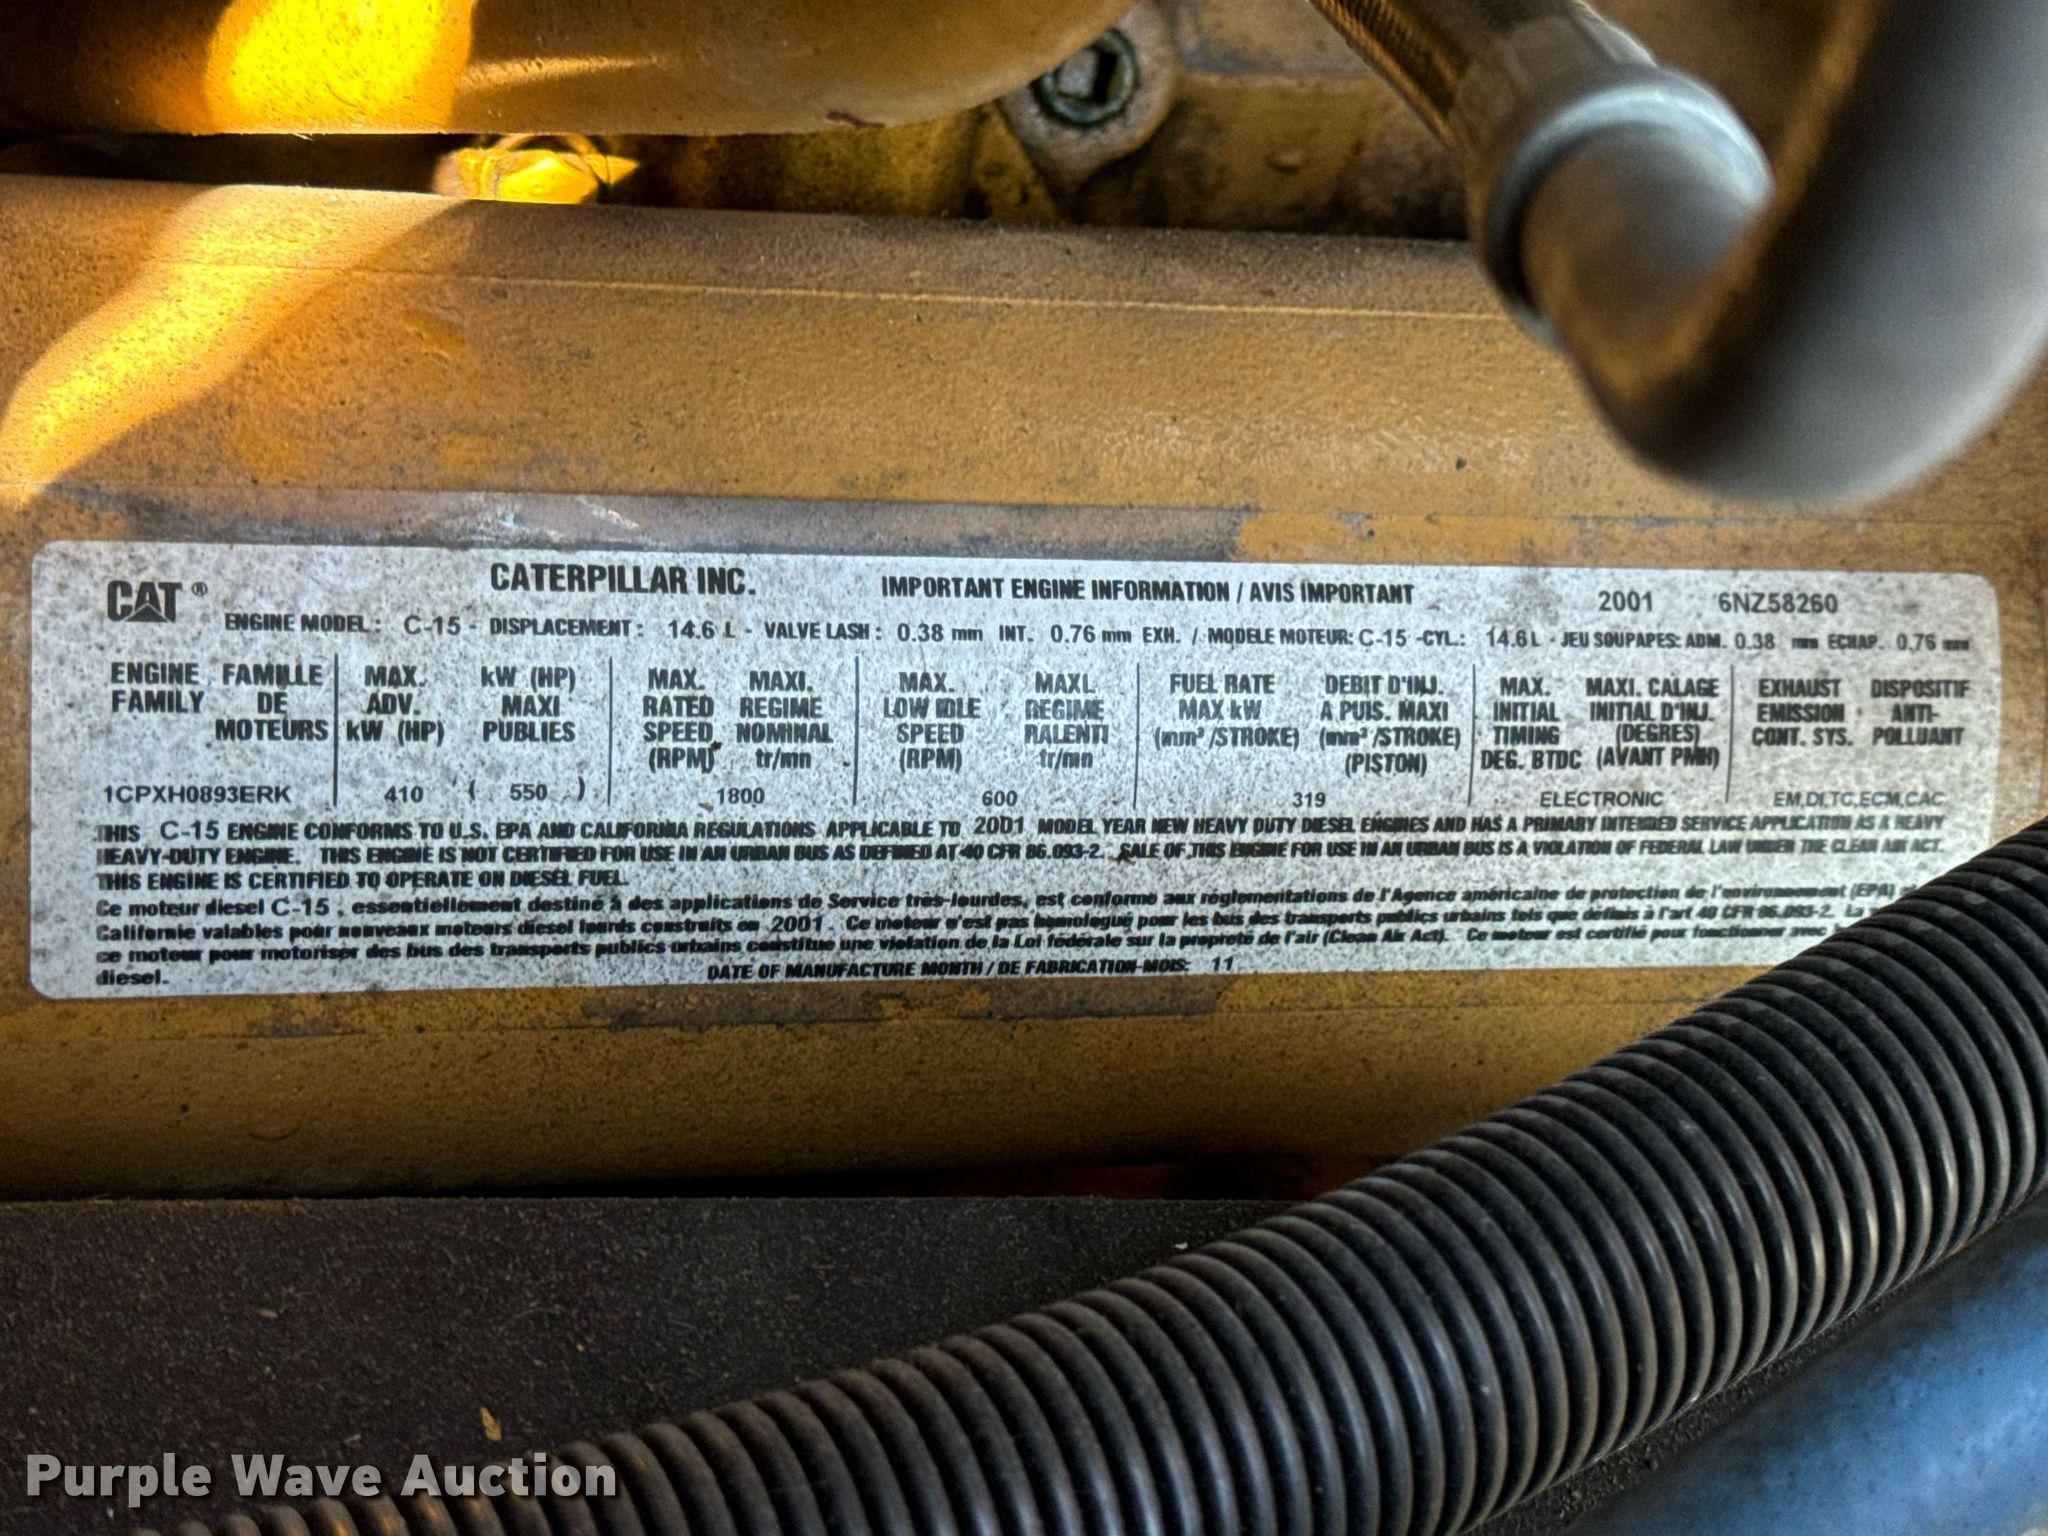 CAT ® CATERPILLAR INC. IMPORTANT ENGINE INFORMATION / AVIS IMPORTANT 2001 6NZ58260
ENGINE MODEL: C-15 - DISPLACEMENT: 14.6 L - VALVE LASH: 0.38 mm INT. 0.76 mm EXH. / MODELE MOTEUR: C-15 -CYL: 14.6L - JEU SOUPAPES: ADM. 0.38 mm ECHAP. 0.76 mm
ENGINE FAMILLE MAX. kW (HP) MAX. MAXI. MAX. MAXI. FUEL RATE DEBIT D'INJ. MAX. MAXI. CALAGE EXHAUST DISPOSITIF
FAMILY DE ADV. MAXI RATED REGIME LOW IDLE REGIME MAX kW A PUIS. MAXI INITIAL INITIAL D'INJ. EMISSION ANTI-
MOTEURS kW (HP) PUBLIES SPEED NOMINAL SPEED RALENTI (mm³/STROKE) (mm³/STROKE) TIMING (DEGRES) CONT. SYS. POLLUANT
(RPM) tr/mn (RPM) tr/mn (PISTON) DEG. BTDC (AVANT PMH)
1CPXH0893ERK 410 ( 550 ) 1800 600 319 ELECTRONIC EM,DI,TC,ECM,CAC
THIS C-15 ENGINE CONFORMS TO U.S. EPA AND CALIFORNIA REGULATIONS APPLICABLE TO 2001 MODEL YEAR NEW HEAVY DUTY DIESEL ENGINES AND HAS A PRIMARY INTENDED SERVICE APPLICATION AS A HEAVY
HEAVY-DUTY ENGINE. THIS ENGINE IS NOT CERTIFIED FOR USE IN AN URBAN BUS AS DEFINED AT 40 CFR 86.093-2. SALE OF THIS ENGINE FOR USE IN AN URBAN BUS IS A VIOLATION OF FEDERAL LAW UNDER THE CLEAN AIR ACT.
THIS ENGINE IS CERTIFIED TO OPERATE ON DIESEL FUEL.
Ce moteur diesel C-15 , essentiellement destiné à des applications de Service très-lourdes, est conforme aux réglementations de l'Agence américaine de protection de l'environnement (EPA)
Californie valables pour nouveaux moteurs diesel lourds construits en 2001 . Ce moteur n'est pas homologué pour les bus des transports publics urbains tels que définis à l'art 40 CFR 86.093-2. La
ce moteur pour motoriser des bus des transports publics urbains constitue une violation de la Loi fédérale sur la propreté de l'air (Clean Air Act). Ce moteur est certifié pour fonctionner avec
diesel. DATE OF MANUFACTURE MONTH / DE FABRICATION-MOIS: 11
Purple Wave Auction